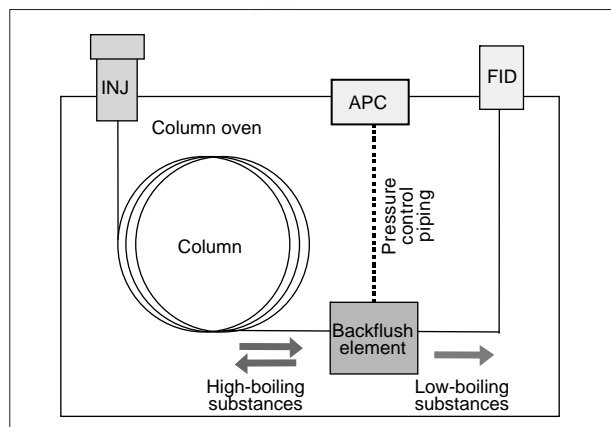 INJ
FID
APC
Column oven
Column
Pressure
control
piping
Backflush
element
High-boiling
substances
Low-boiling
substances